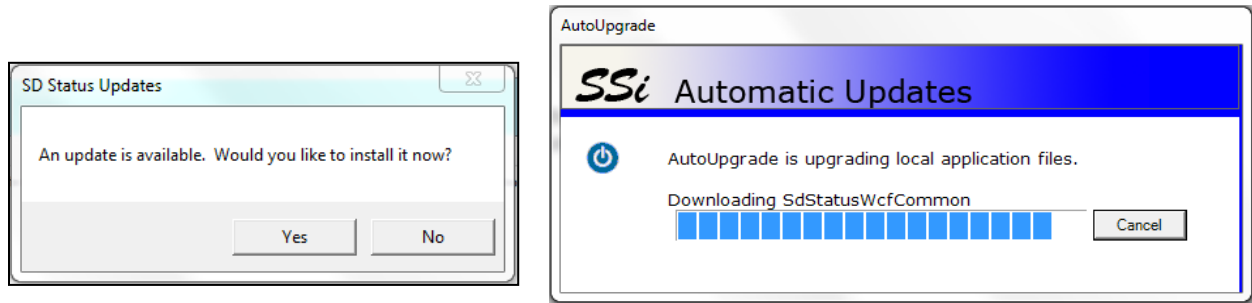 SD Status Updates
An update is available.  Would you like to install it now?
Yes
No
AutoUpgrade
SSi Automatic Updates
AutoUpgrade is upgrading local application files.
Downloading SdStatusWcfCommon
Cancel